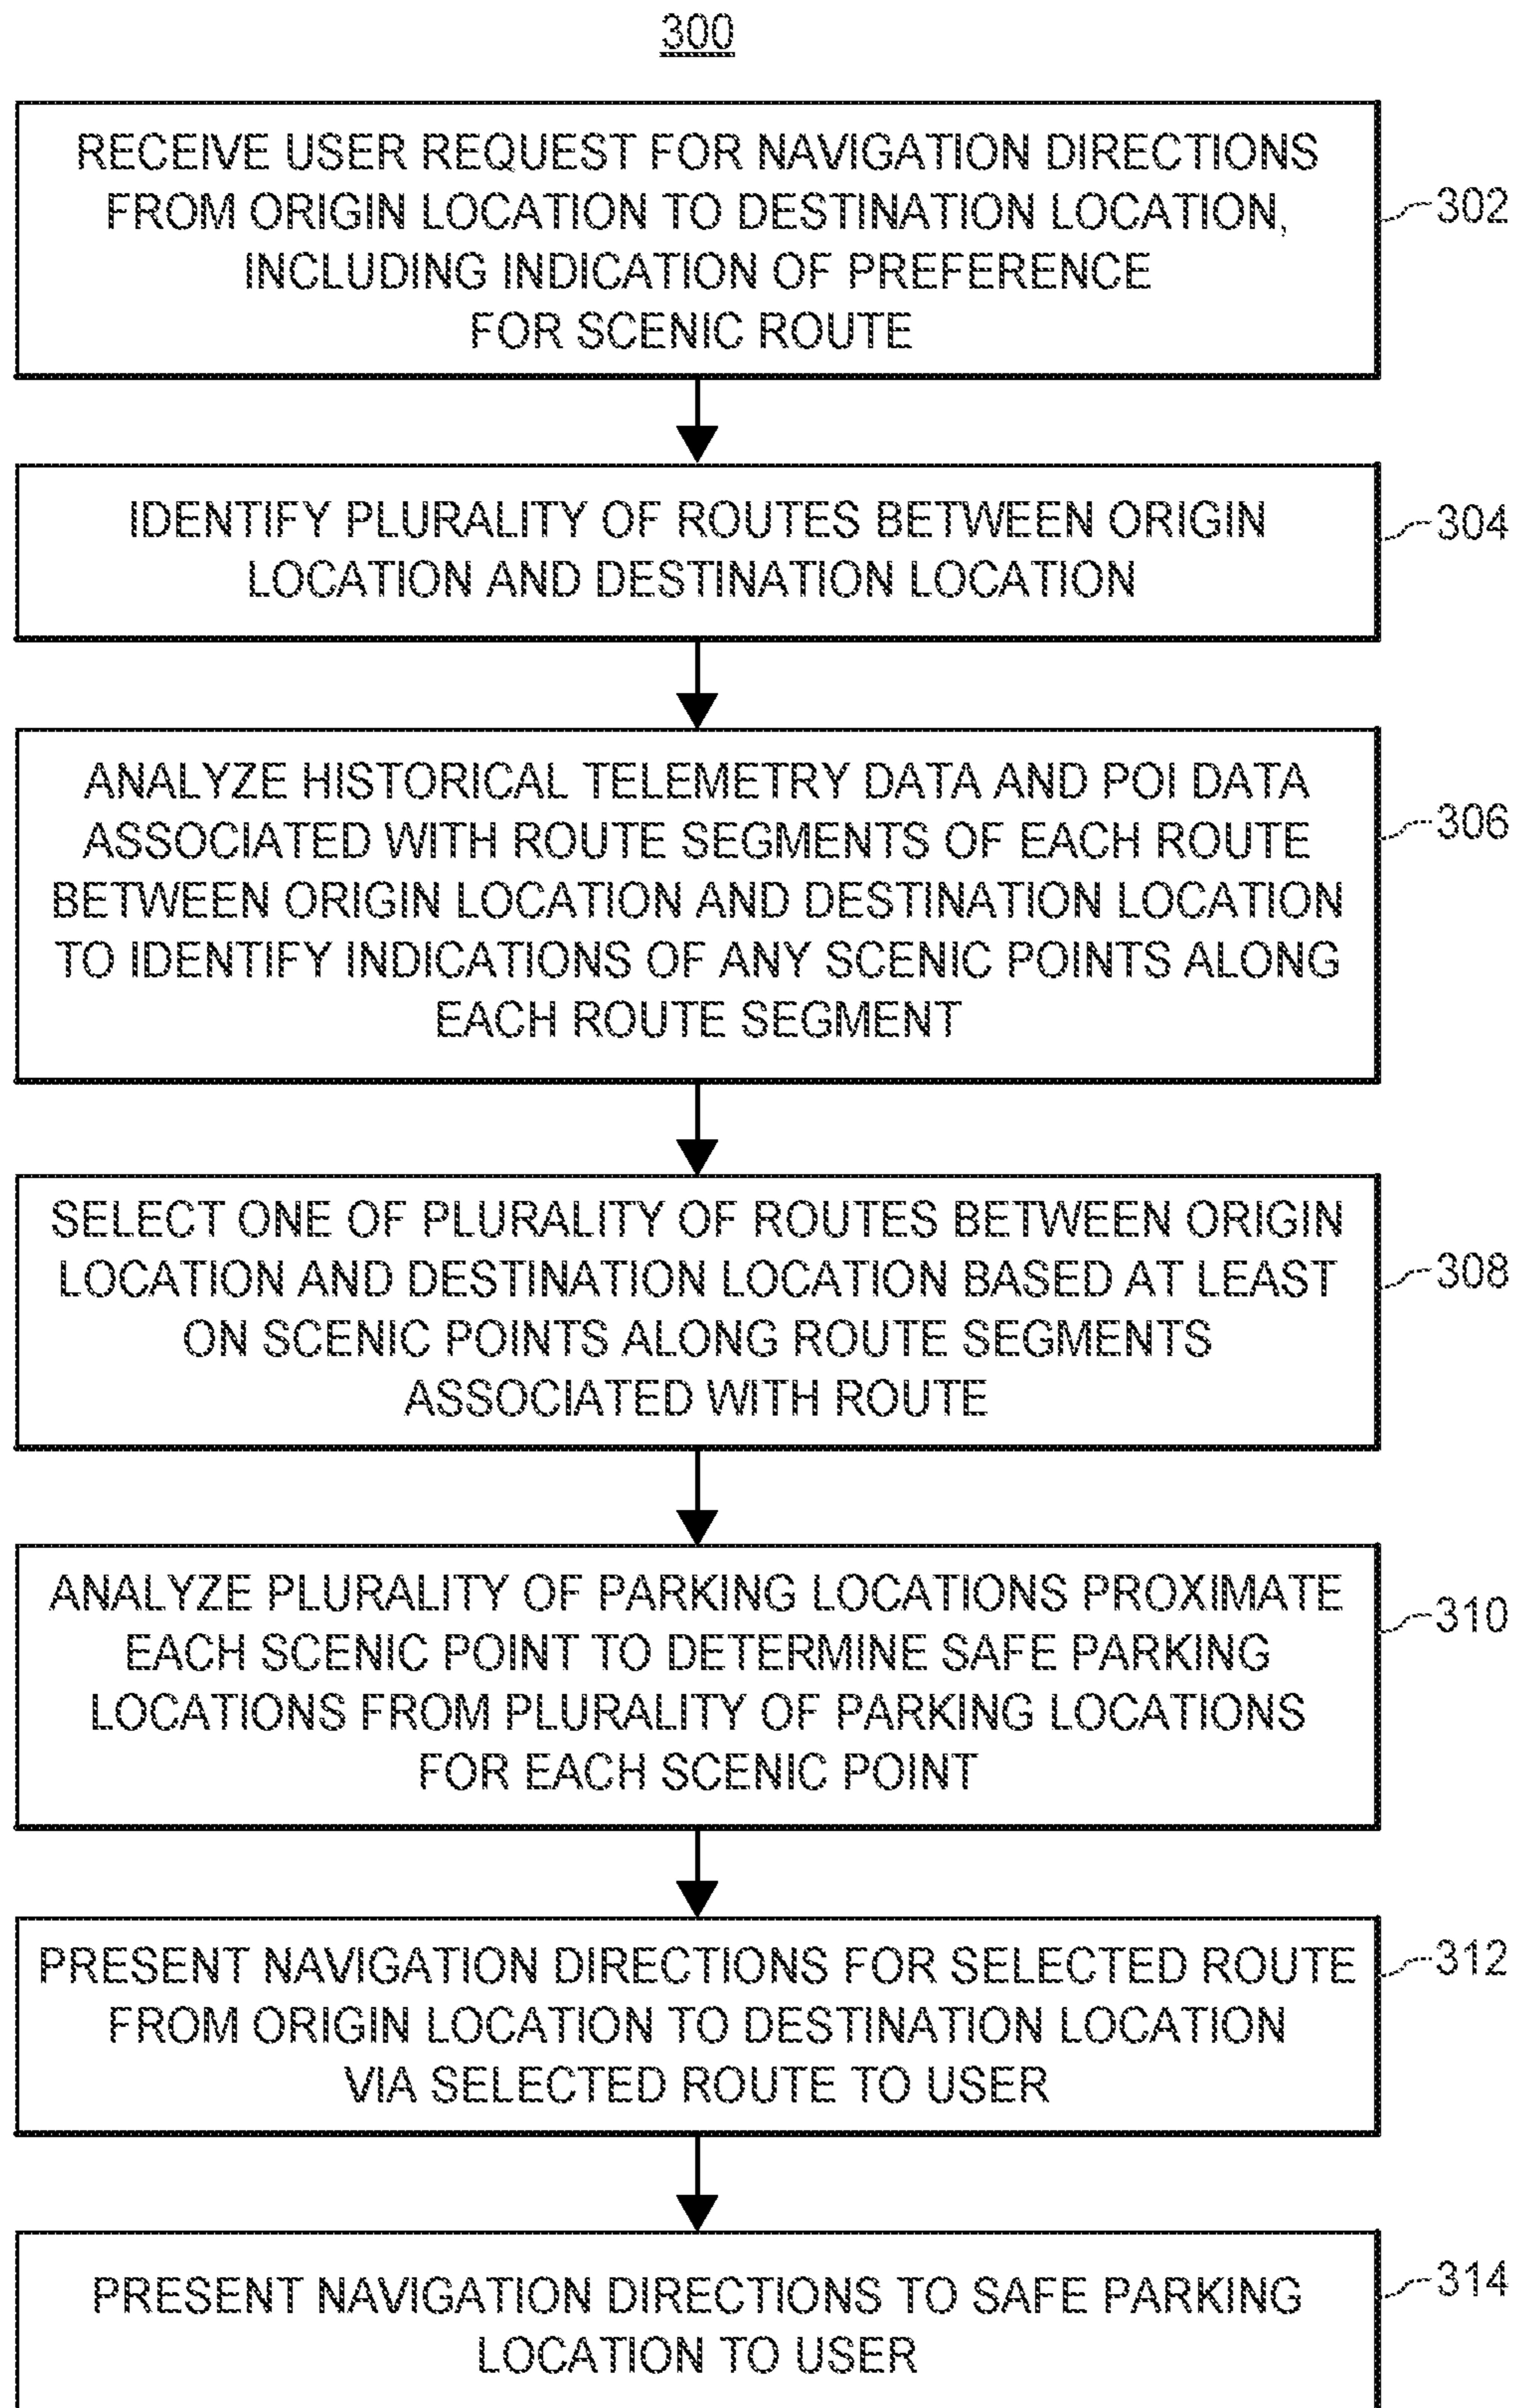 300
RECEIVE USER REQUEST FOR NAVIGATION DIRECTIONS
FROM ORIGIN LOCATION TO DESTINATION LOCATION,
INCLUDING INDICATION OF PREFERENCE
FOR SCENIC ROUTE
302
IDENTIFY PLURALITY OF ROUTES BETWEEN ORIGIN
LOCATION AND DESTINATION LOCATION
304
ANALYZE HISTORICAL TELEMETRY DATA AND POI DATA
ASSOCIATED WITH ROUTE SEGMENTS OF EACH ROUTE
BETWEEN ORIGIN LOCATION AND DESTINATION LOCATION
TO IDENTIFY INDICATIONS OF ANY SCENIC POINTS ALONG
EACH ROUTE SEGMENT
306
SELECT ONE OF PLURALITY OF ROUTES BETWEEN ORIGIN
LOCATION AND DESTINATION LOCATION BASED AT LEAST
ON SCENIC POINTS ALONG ROUTE SEGMENTS
ASSOCIATED WITH ROUTE
308
ANALYZE PLURALITY OF PARKING LOCATIONS PROXIMATE
EACH SCENIC POINT TO DETERMINE SAFE PARKING
LOCATIONS FROM PLURALITY OF PARKING LOCATIONS
FOR EACH SCENIC POINT
310
PRESENT NAVIGATION DIRECTIONS FOR SELECTED ROUTE
FROM ORIGIN LOCATION TO DESTINATION LOCATION
VIA SELECTED ROUTE TO USER
312
PRESENT NAVIGATION DIRECTIONS TO SAFE PARKING
LOCATION TO USER
314